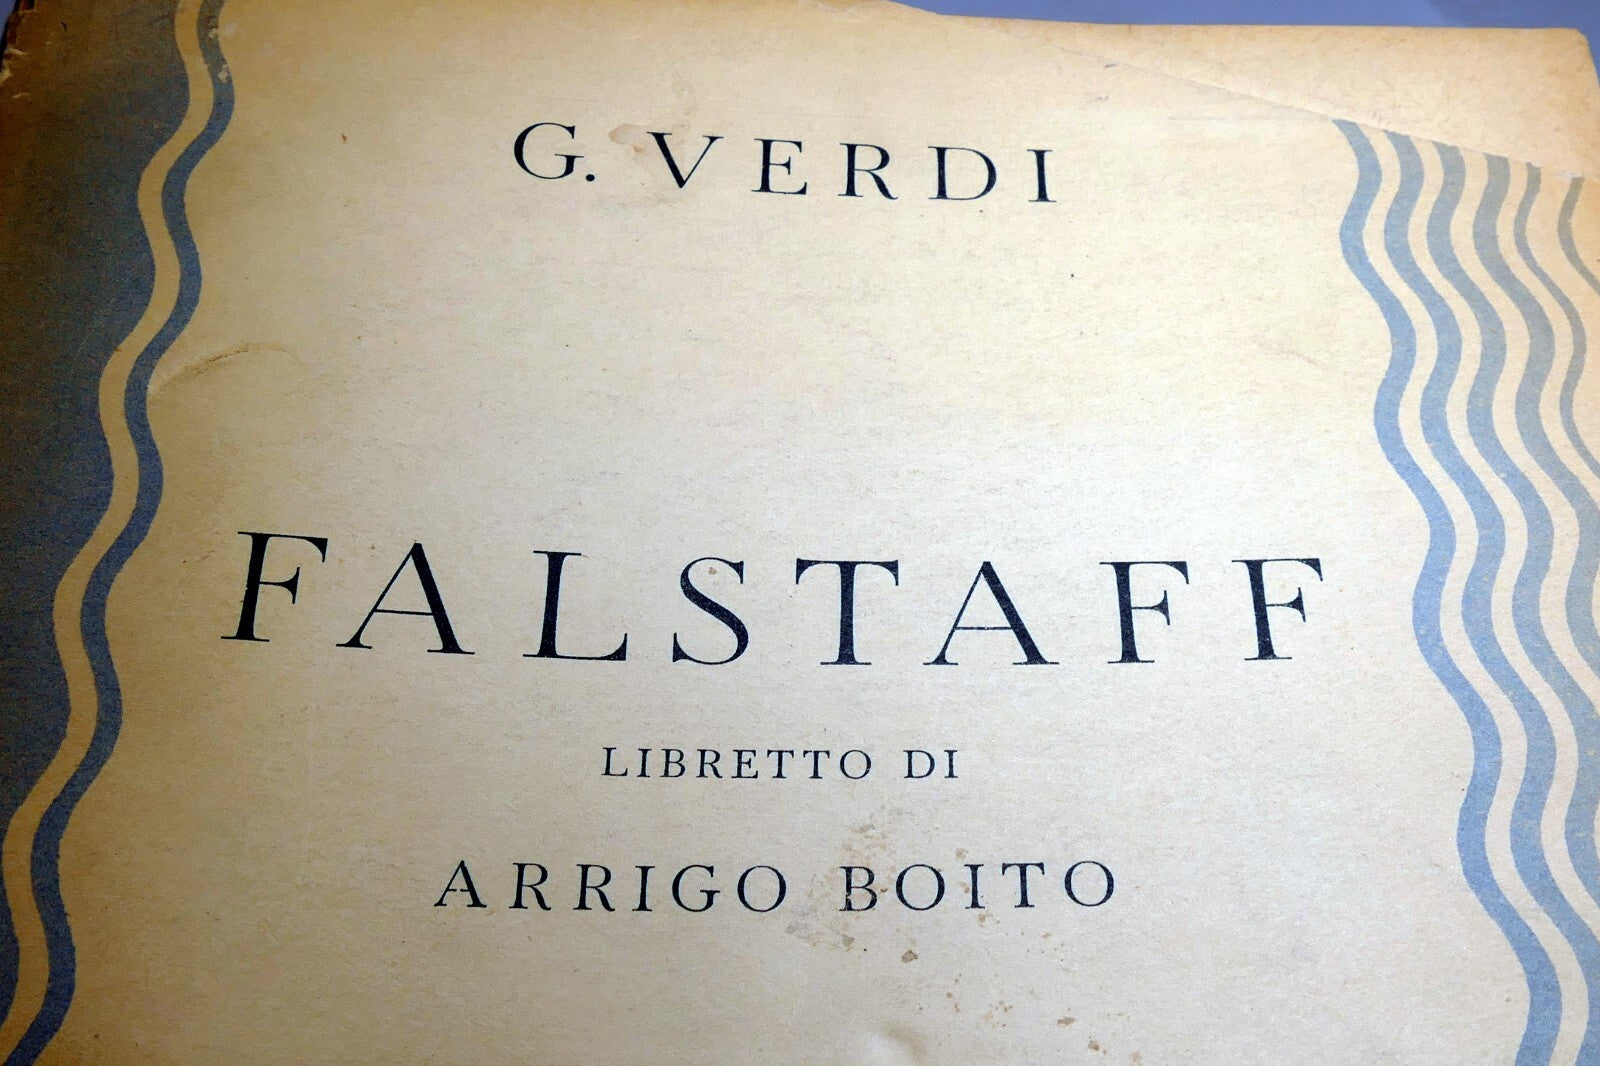 G. VERDI
FALSTAFF
LIBRETTO DI
ARRIGO BOITO